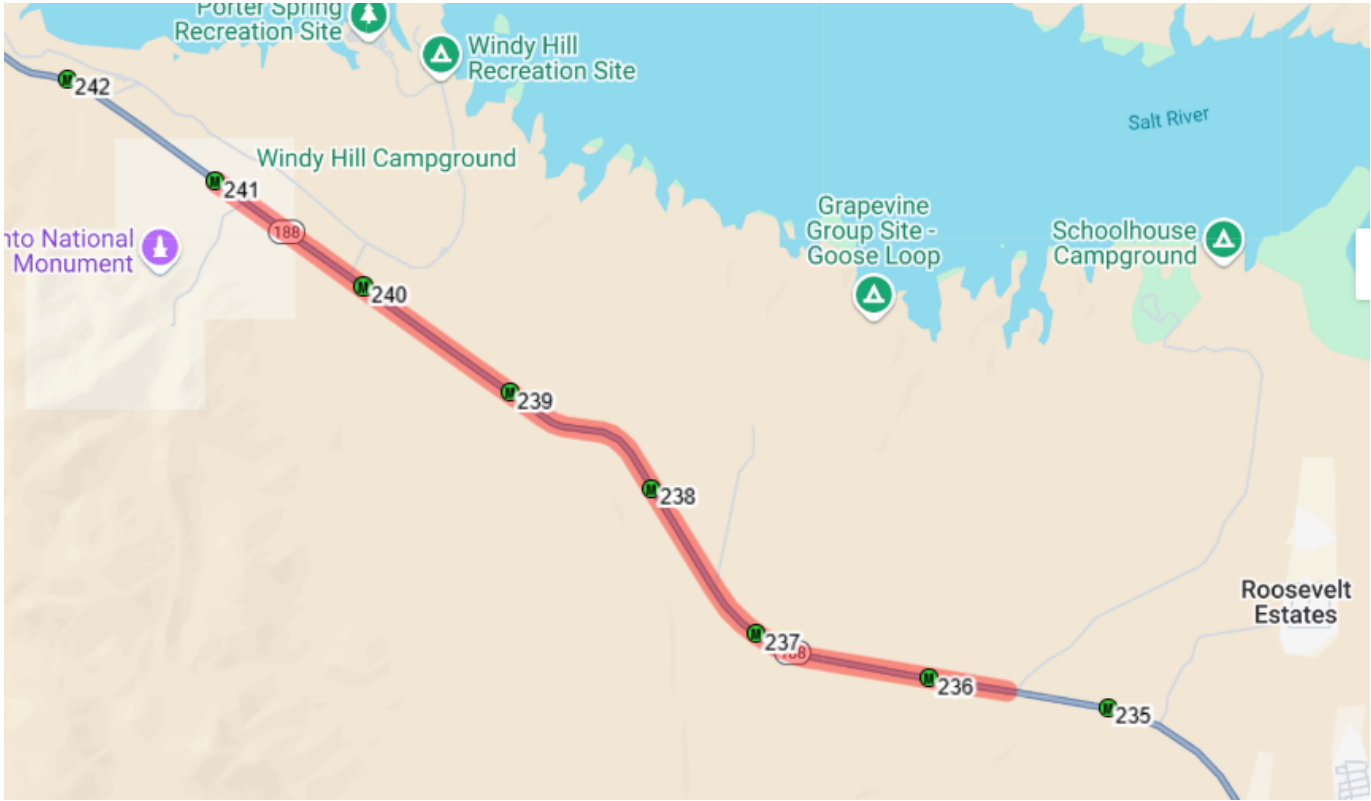 Porter Spring
Recreation Site
Windy Hill
Recreation Site
242
Salt River
Windy Hill Campground
241
188
nto National
Monument
Grapevine
Group Site -
Goose Loop
Schoolhouse
Campground
240
239
238
Roosevelt
Estates
237
188
236
235
M
M
M
M
M
M
M
M